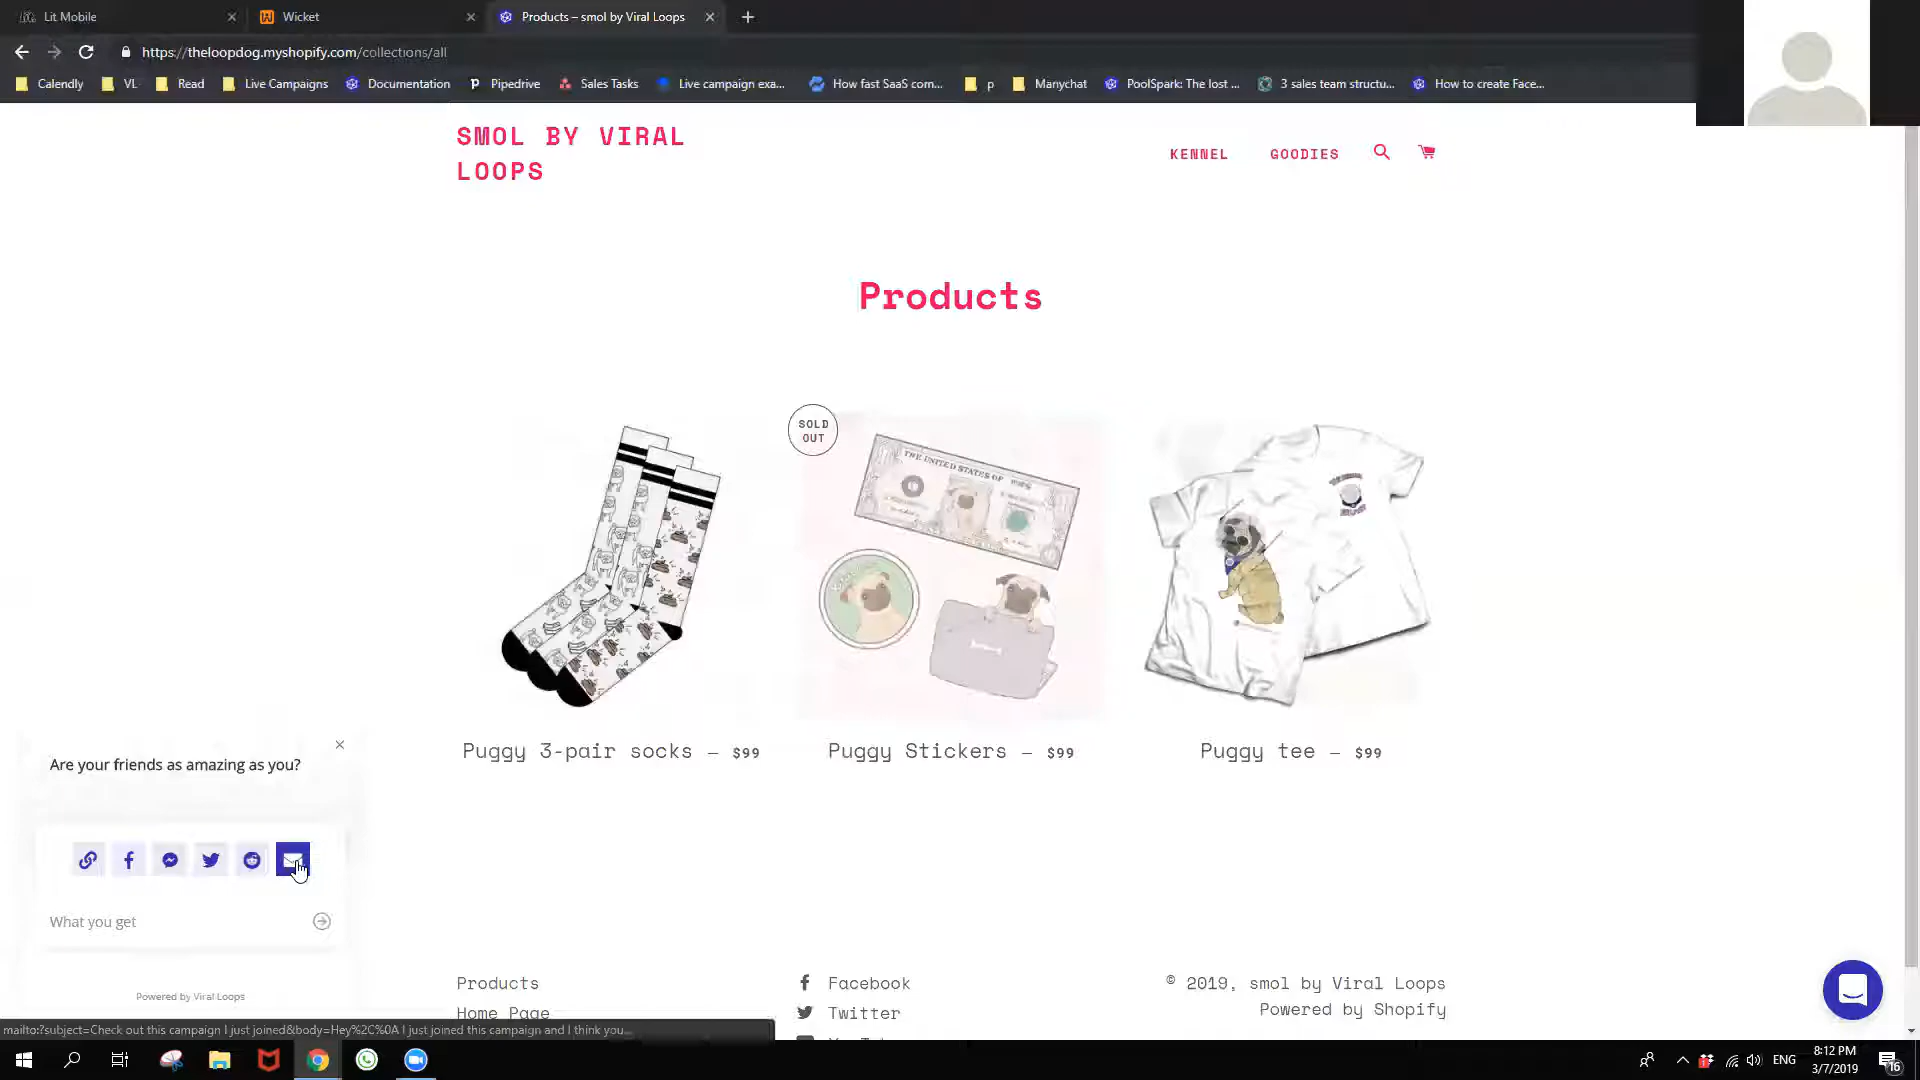 Lit Mobile
Wicket
Products – smol by Viral Loops
https://theloopdog.myshopify.com/collections/all
Calendly
VL
Read
Live Campaigns
Documentation
Pipedrive
Sales Tasks
Live campaign exa...
How fast SaaS com...
p
Manychat
PoolSpark: The lost ...
3 sales team structu...
How to create Face...
SMOL BY VIRAL
LOOPS
KENNEL
GOODIES
Products
SOLD
OUT
THE UNITED STATES OF
Puggy 3-pair socks — $99
Puggy Stickers — $99
Puggy tee — $99
Are your friends as amazing as you?
What you get
Powered by Viral Loops
Products
Home Page
Facebook
Twitter
© 2019, smol by Viral Loops
Powered by Shopify
mailto:?subject=Check out this campaign I just joined&body=Hey%2C%0A I just joined this campaign and I think you...
ENG
8:12 PM
3/7/2019
16